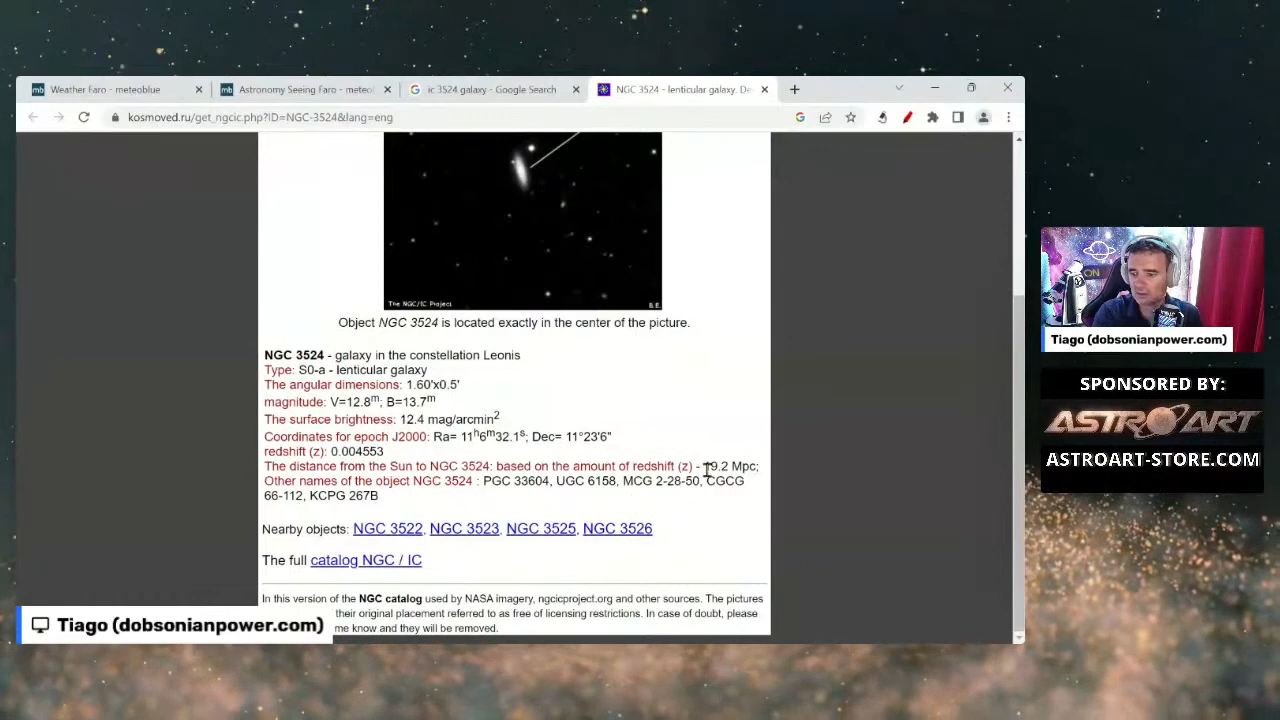 Weather Faro - meteoblue
Astronomy Seeing Faro - meteol
ic 3524 galaxy - Google Search
NGC 3524 - lenticular galaxy. De
kosmoved.ru/get_ngcic.php?ID=NGC-3524&lang=eng
The NGC/IC Project
B.E.
Object NGC 3524 is located exactly in the center of the picture.
NGC 3524 - galaxy in the constellation Leonis
Type: S0-a - lenticular galaxy
The angular dimensions: 1.60'x0.5'
magnitude: V=12.8m; B=13.7m
The surface brightness: 12.4 mag/arcmin2
Coordinates for epoch J2000: Ra= 11h6m32.1s; Dec= 11°23'6"
redshift (z): 0.004553
The distance from the Sun to NGC 3524: based on the amount of redshift (z) - Mpc;
Other names of the object NGC 3524 : PGC 33604, UGC 6158, MCG 2-28-50, CGCG
66-112, KCPG 267B
Nearby objects: NGC 3522, NGC 3523, NGC 3525, NGC 3526
The full catalog NGC / IC
In this version of the NGC catalog used by NASA imagery, ngcicproject.org and other sources. The pictures
their original placement referred to as free of licensing restrictions. In case of doubt, please
me know and they will be removed.
Tiago (dobsonianpower.com)
ON
Tiago (dobsonianpower.com)
SPONSORED BY:
ASTROART
ASTROART-STORE.COM